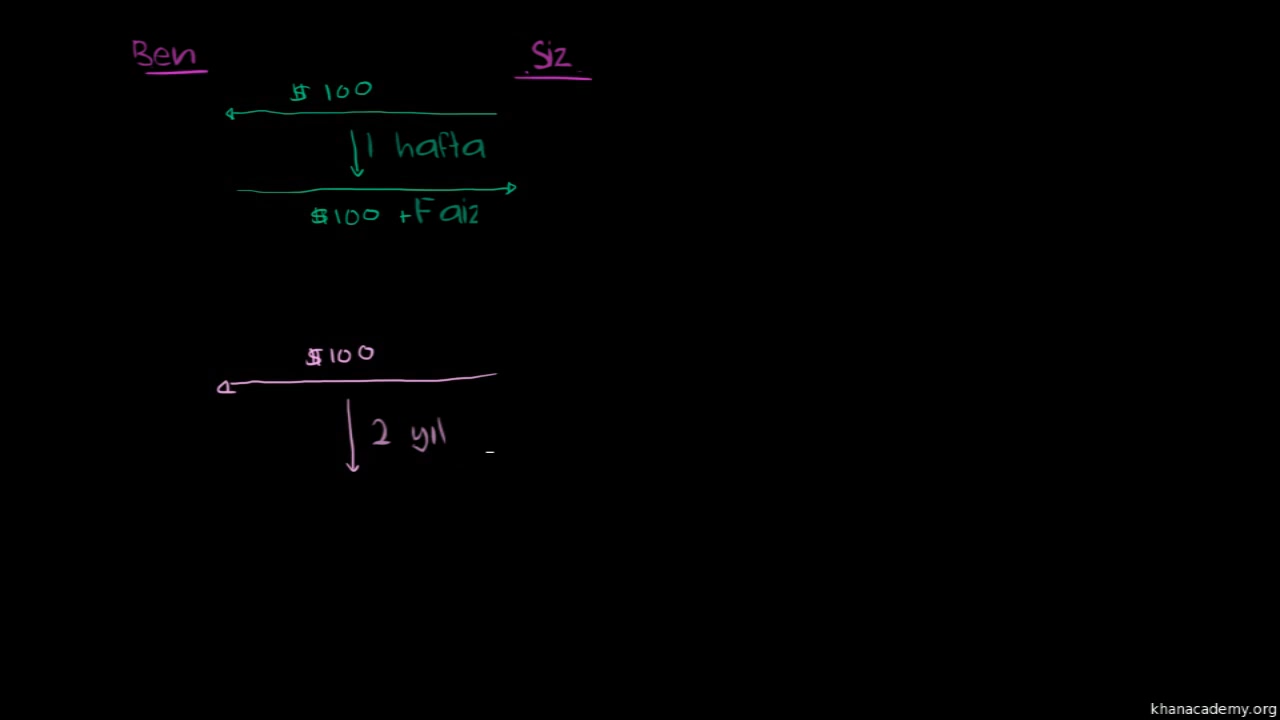 Ben
Siz
$100
1 hafta
$100 + Faiz
$100
2 yıl
khanacademy.org